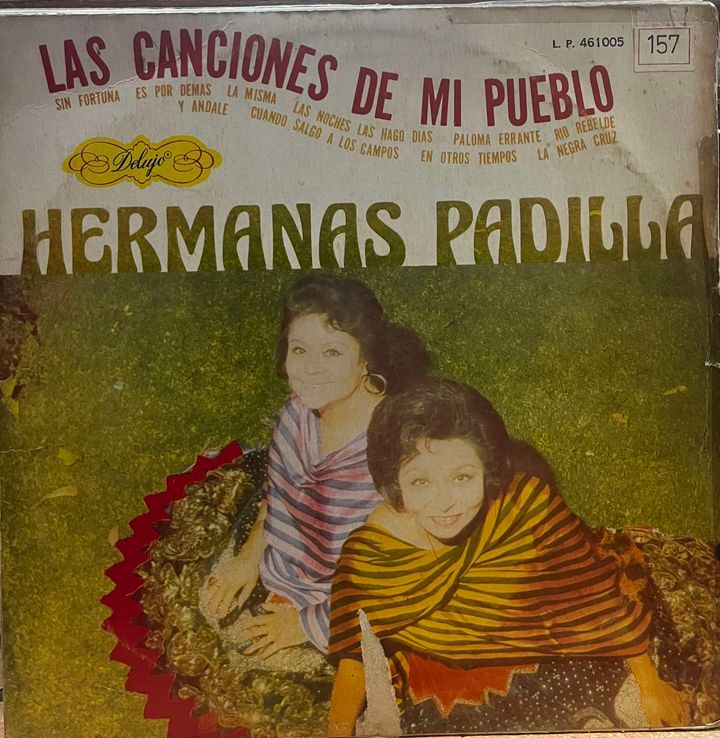 L. P. 461005
157
LAS CANCIONES DE MI PUEBLO
SIN FORTUNA ES POR DEMAS LA MISMA LAS NOCHES LAS HAGO DIAS PALOMA ERRANTE RIO REBELDE
Y ANDALE CUANDO SALGO A LOS CAMPOS EN OTROS TIEMPOS LA NEGRA CRUZ
Delujo
HERMANAS PADILLA